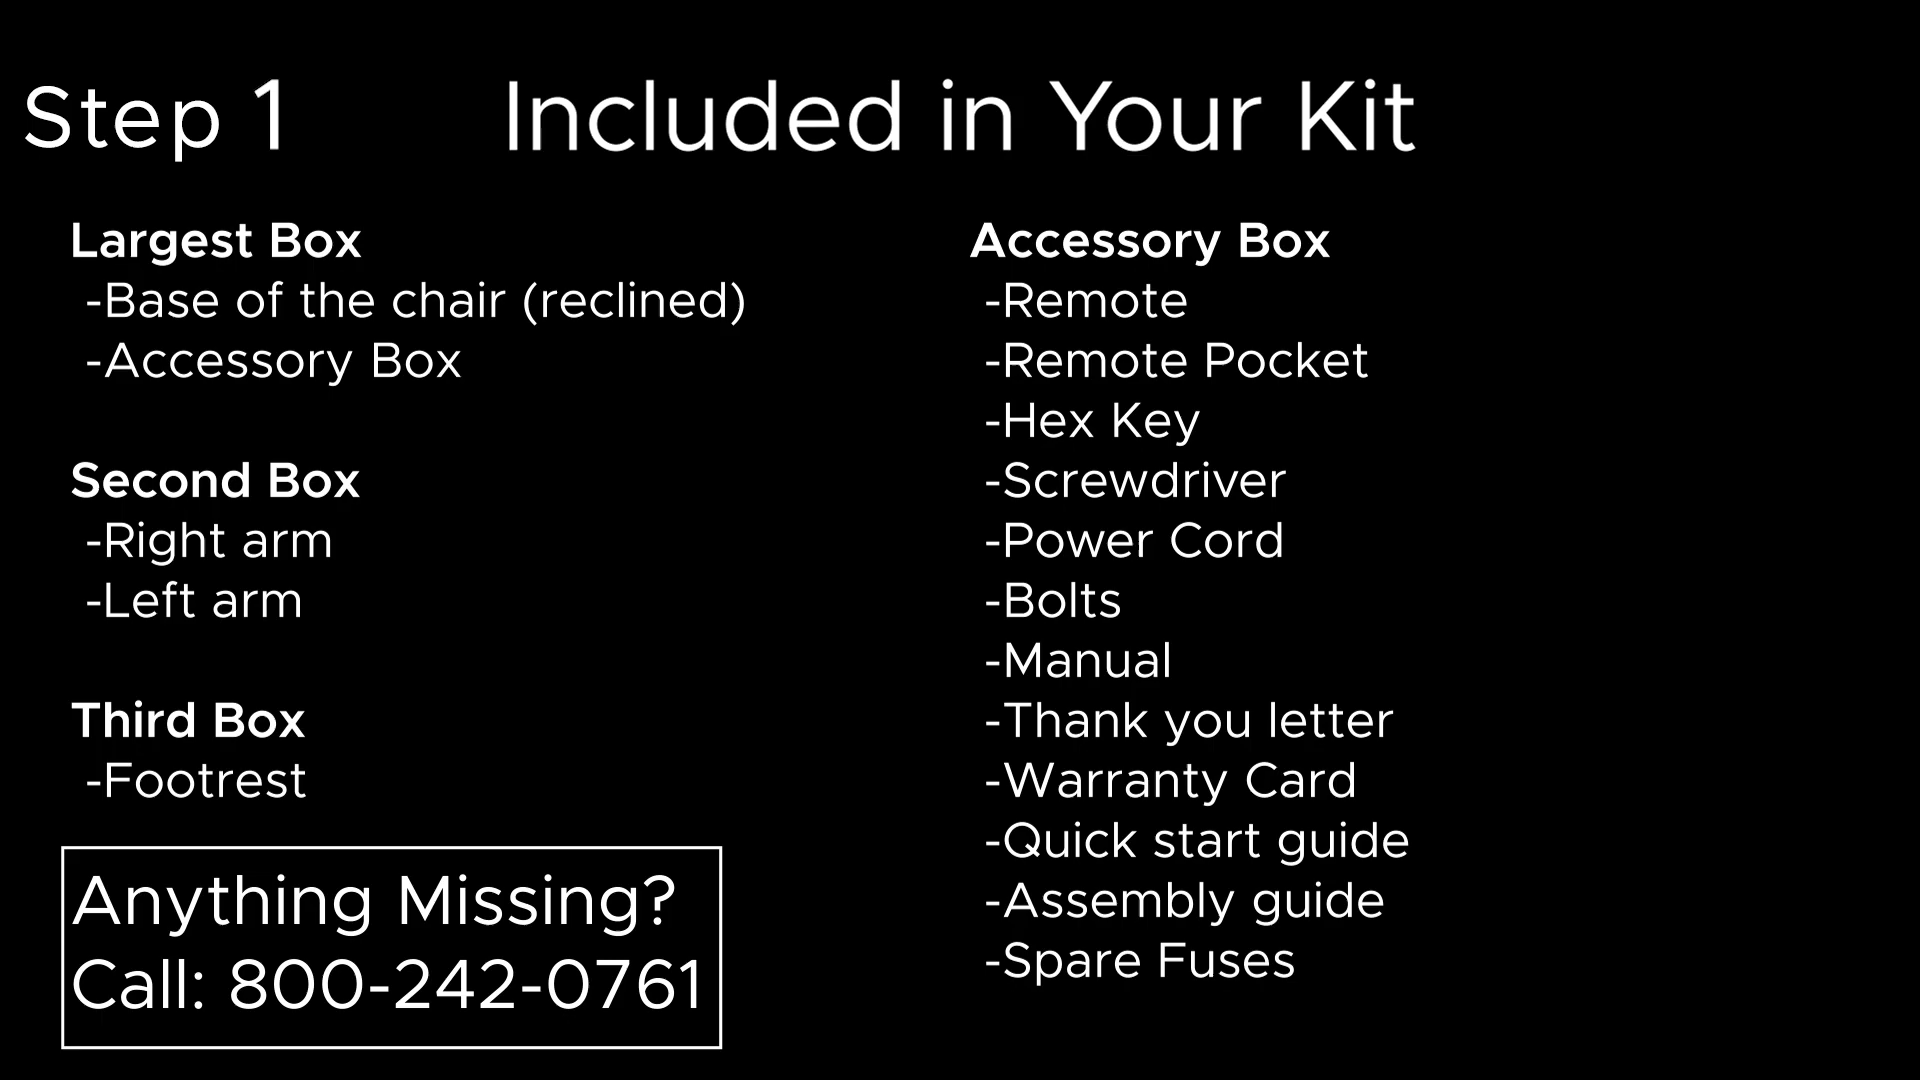 Step 1
Included in Your Kit
Largest Box
-Base of the chair (reclined)
-Accessory Box
Second Box
-Right arm
-Left arm
Third Box
-Footrest
Anything Missing?
Call: 800-242-0761
Accessory Box
-Remote
-Remote Pocket
-Hex Key
-Screwdriver
-Power Cord
-Bolts
-Manual
-Thank you letter
-Warranty Card
-Quick start guide
-Assembly guide
-Spare Fuses